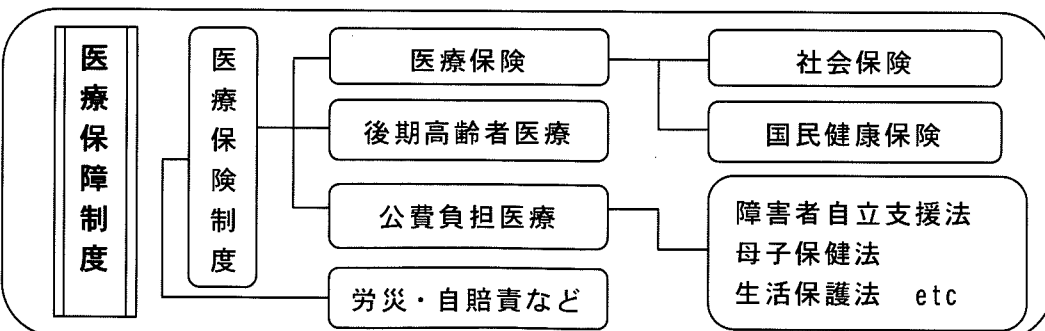 医療保障制度
医療保険制度
医療保険
後期高齢者医療
公費負担医療
労災・自賠責など
社会保険
国民健康保険
障害者自立支援法
母子保健法
生活保護法 etc